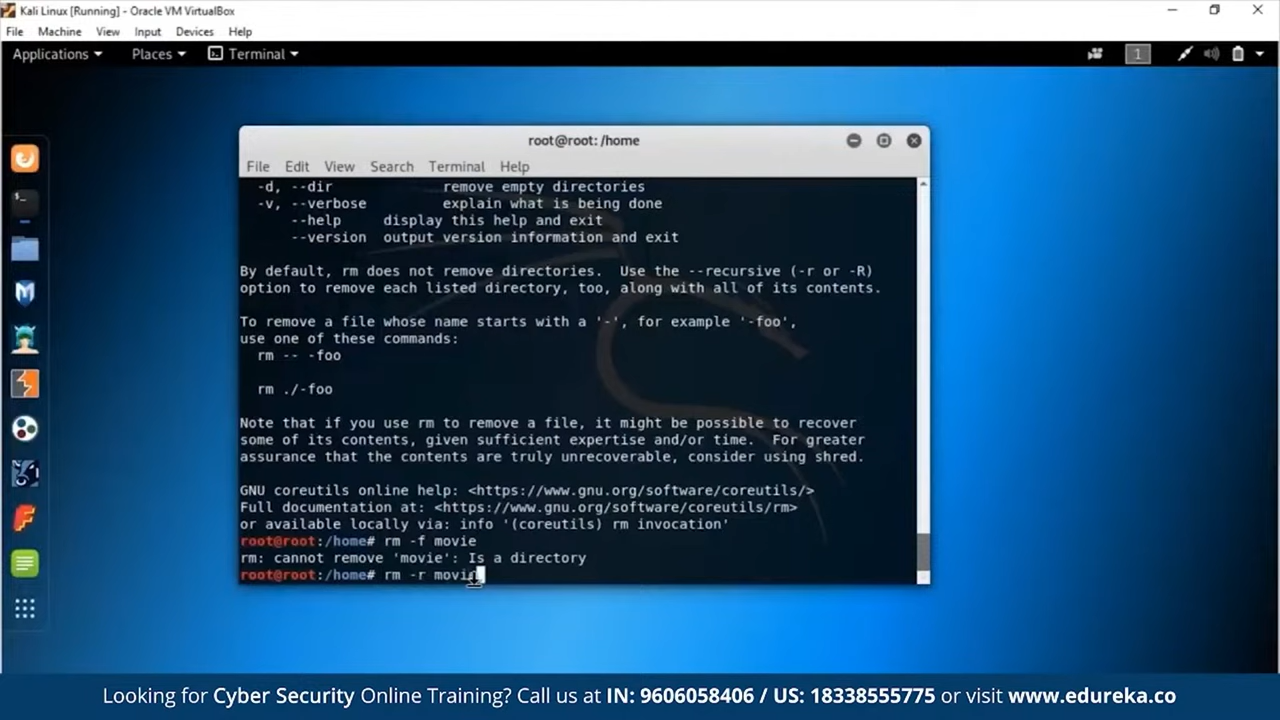 Kali Linux [Running] - Oracle VM VirtualBox
File Machine View Input Devices Help
Applications Places Terminal 1
root@root: /home
File Edit View Search Terminal Help
-d, --dir remove empty directories
-v, --verbose explain what is being done
--help display this help and exit
--version output version information and exit
By default, rm does not remove directories. Use the --recursive (-r or -R)
option to remove each listed directory, too, along with all of its contents.
To remove a file whose name starts with a '-', for example '-foo',
use one of these commands:
rm -- -foo
rm ./-foo
Note that if you use rm to remove a file, it might be possible to recover
some of its contents, given sufficient expertise and/or time. For greater
assurance that the contents are truly unrecoverable, consider using shred.
GNU coreutils online help: <https://www.gnu.org/software/coreutils/>
Full documentation at: <https://www.gnu.org/software/coreutils/rm>
or available locally via: info '(coreutils) rm invocation'
root@root:/home# rm -f movie
rm: cannot remove 'movie': Is a directory
root@root:/home# rm -r movie
Looking for Cyber Security Online Training? Call us at IN: 9606058406 / US: 18338555775 or visit www.edureka.co